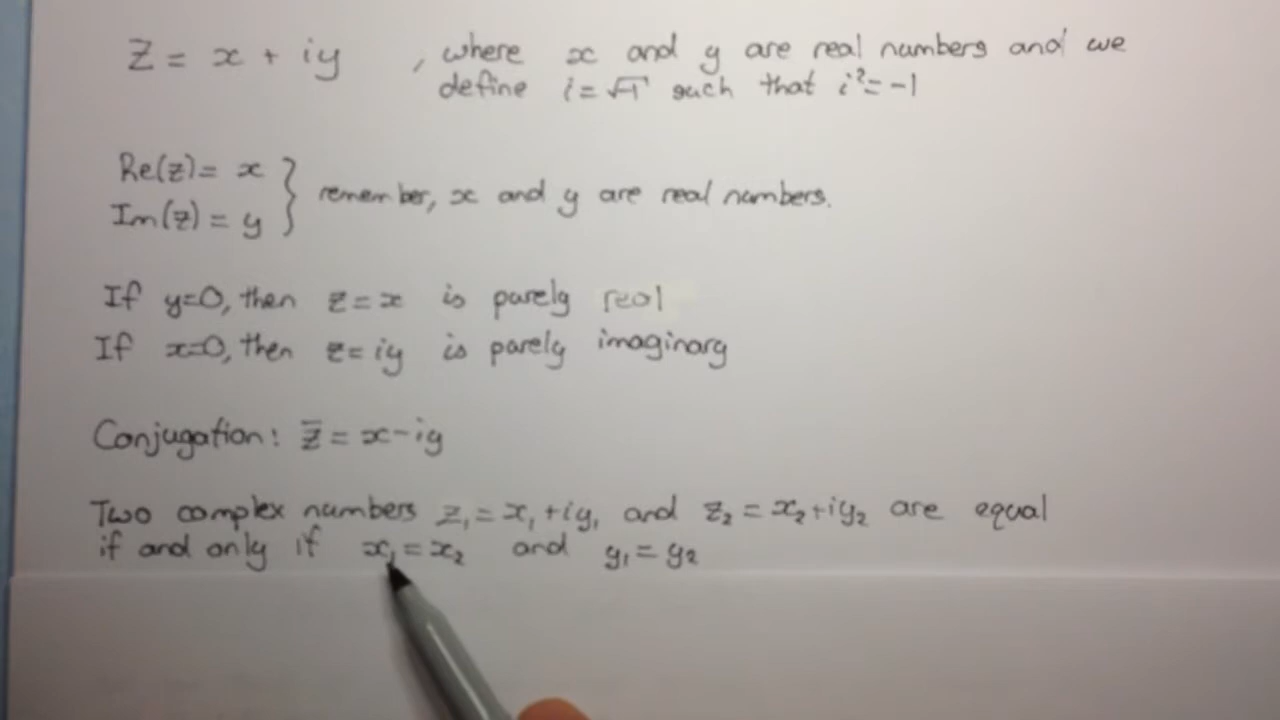 z = x + iy , where x and y are real numbers and we
define i = √-1 such that i² = -1
Re(z) = x
Im(z) = y } remember, x and y are real numbers.
If y=0, then z = x is purely real
If x=0, then z = iy is purely imaginary
Conjugation: z̄ = x - iy
Two complex numbers z₁ = x₁ + iy₁ and z₂ = x₂ + iy₂ are equal
if and only if x₁ = x₂ and y₁ = y₂